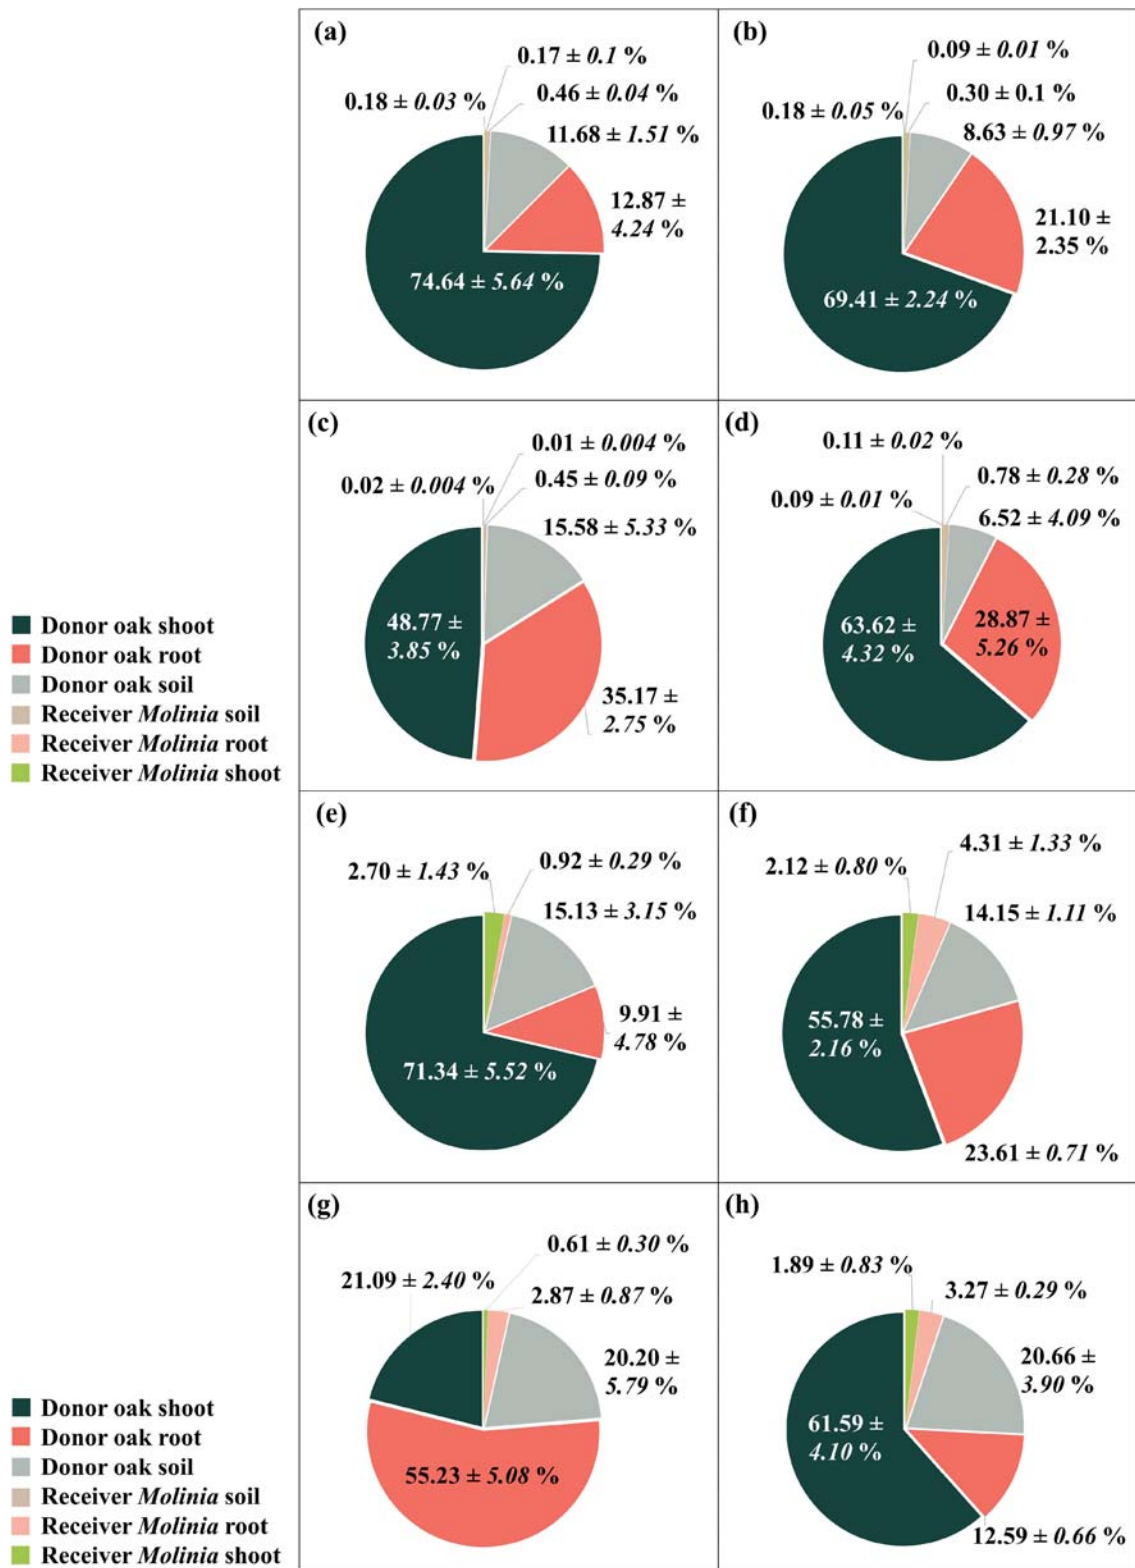 (a)
0.17 ± 0.1 %
0.18 ± 0.03 %
0.46 ± 0.04 %
11.68 ± 1.51 %
12.87 ±
4.24 %
74.64 ± 5.64 %
(b)
0.09 ± 0.01 %
0.18 ± 0.05 %
0.30 ± 0.1 %
8.63 ± 0.97 %
21.10 ±
2.35 %
69.41 ± 2.24 %
(c)
0.01 ± 0.004 %
0.02 ± 0.004 %
0.45 ± 0.09 %
15.58 ± 5.33 %
48.77 ±
3.85 %
35.17 ±
2.75 %
(d)
0.11 ± 0.02 %
0.09 ± 0.01 %
0.78 ± 0.28 %
6.52 ± 4.09 %
63.62 ±
4.32 %
28.87 ±
5.26 %
Donor oak shoot
Donor oak root
Donor oak soil
Receiver Molinia soil
Receiver Molinia root
Receiver Molinia shoot
(e)
2.70 ± 1.43 %
0.92 ± 0.29 %
15.13 ± 3.15 %
9.91 ±
4.78 %
71.34 ± 5.52 %
(f)
4.31 ± 1.33 %
2.12 ± 0.80 %
14.15 ± 1.11 %
55.78 ±
2.16 %
23.61 ± 0.71 %
(g)
0.61 ± 0.30 %
21.09 ± 2.40 %
2.87 ± 0.87 %
20.20 ±
5.79 %
55.23 ± 5.08 %
(h)
1.89 ± 0.83 %
3.27 ± 0.29 %
20.66 ±
3.90 %
61.59 ±
4.10 %
12.59 ± 0.66 %
Donor oak shoot
Donor oak root
Donor oak soil
Receiver Molinia soil
Receiver Molinia root
Receiver Molinia shoot